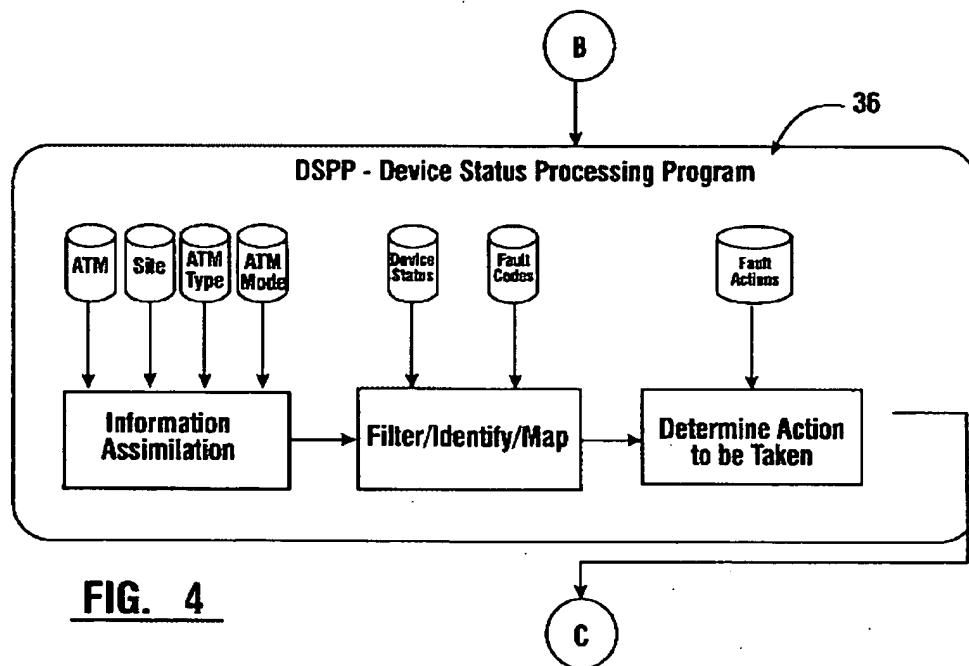 B
36
DSPP - Device Status Processing Program
ATM
Site
ATM
Type
ATM
Mode
Device
Status
Fault
Codes
Fault
Actions
Information
Assimilation
Filter/Identify/Map
Determine Action
to be Taken
FIG. 4
C